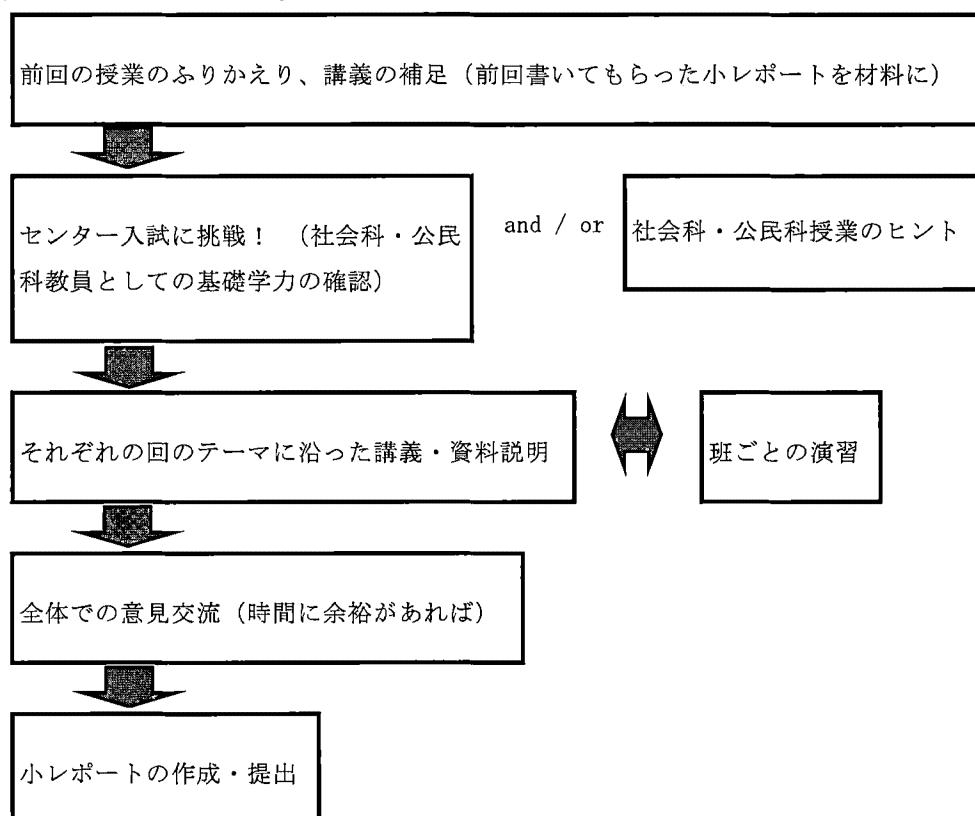 前回の授業のふりかえり、講義の補足（前回書いてもらった小レポートを材料に）
センター入試に挑戦！　（社会科・公民
科教員としての基礎学力の確認）
and / or
社会科・公民科授業のヒント
それぞれの回のテーマに沿った講義・資料説明
班ごとの演習
全体での意見交流（時間に余裕があれば）
小レポートの作成・提出